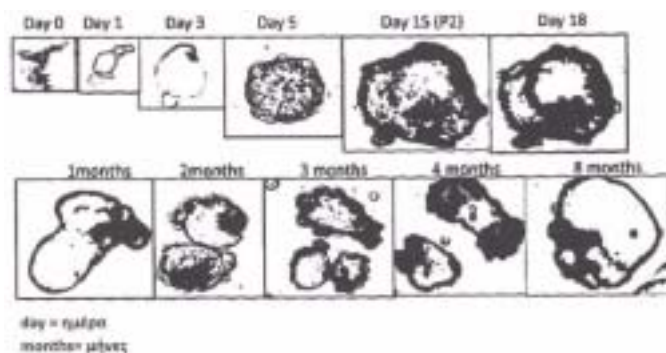 Day 0 Day 1 Day 3 Day 5 Day 15 (P2) Day 18
1months 2months 3 months 4 months 8 months
day = ημέρα
months= μήνες